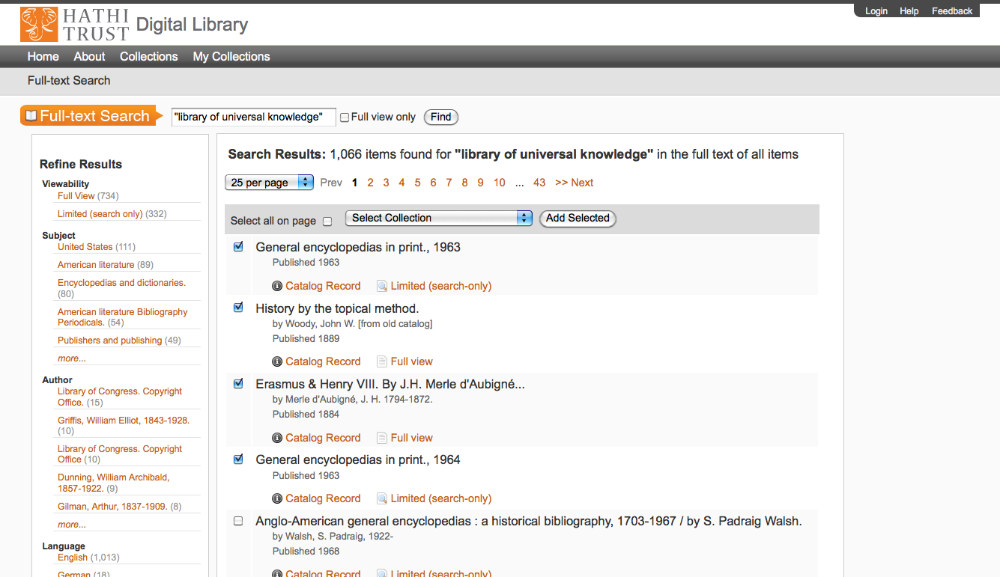 Login Help Feedback
HATHI
TRUST
Digital Library
Home About Collections My Collections
Full-text Search
Full-text Search
"library of universal knowledge"
Full view only
Find
Refine Results
Viewability
Full View (734)
Limited (search only) (332)
Subject
United States (111)
American literature (89)
Encyclopedias and dictionaries.
(80)
American literature Bibliography
Periodicals. (54)
Publishers and publishing (49)
more...
Author
Library of Congress. Copyright
Office. (15)
Griffis, William Elliot, 1843-1928.
(10)
Library of Congress. Copyright
Office (10)
Dunning, William Archibald,
1857-1922. (9)
Gilman, Arthur, 1837-1909. (8)
more...
Language
English (1,013)
German (18)
Search Results: 1,066 items found for "library of universal knowledge" in the full text of all items
25 per page Prev 1 2 3 4 5 6 7 8 9 10 ... 43 >> Next
Select all on page Select Collection Add Selected
General encyclopedias in print., 1963
Published 1963
Catalog Record Limited (search-only)
History by the topical method.
by Woody, John W. [from old catalog]
Published 1889
Catalog Record Full view
Erasmus & Henry VIII. By J.H. Merle d'Aubigné...
by Merle d'Aubigné, J. H. 1794-1872.
Published 1884
Catalog Record Full view
General encyclopedias in print., 1964
Published 1963
Catalog Record Limited (search-only)
Anglo-American general encyclopedias : a historical bibliography, 1703-1967 / by S. Padraig Walsh.
by Walsh, S. Padraig, 1922-
Published 1968
Catalog Record Limited (search-only)